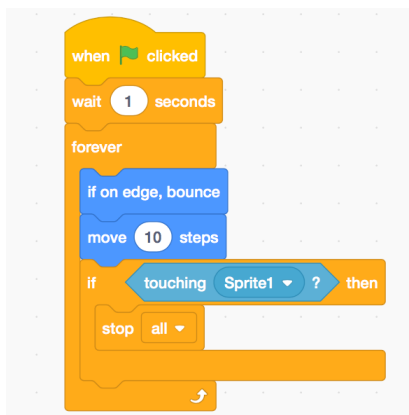 when clicked
wait 1 seconds
forever
if on edge, bounce
move 10 steps
if touching Sprite1 ? then
stop all